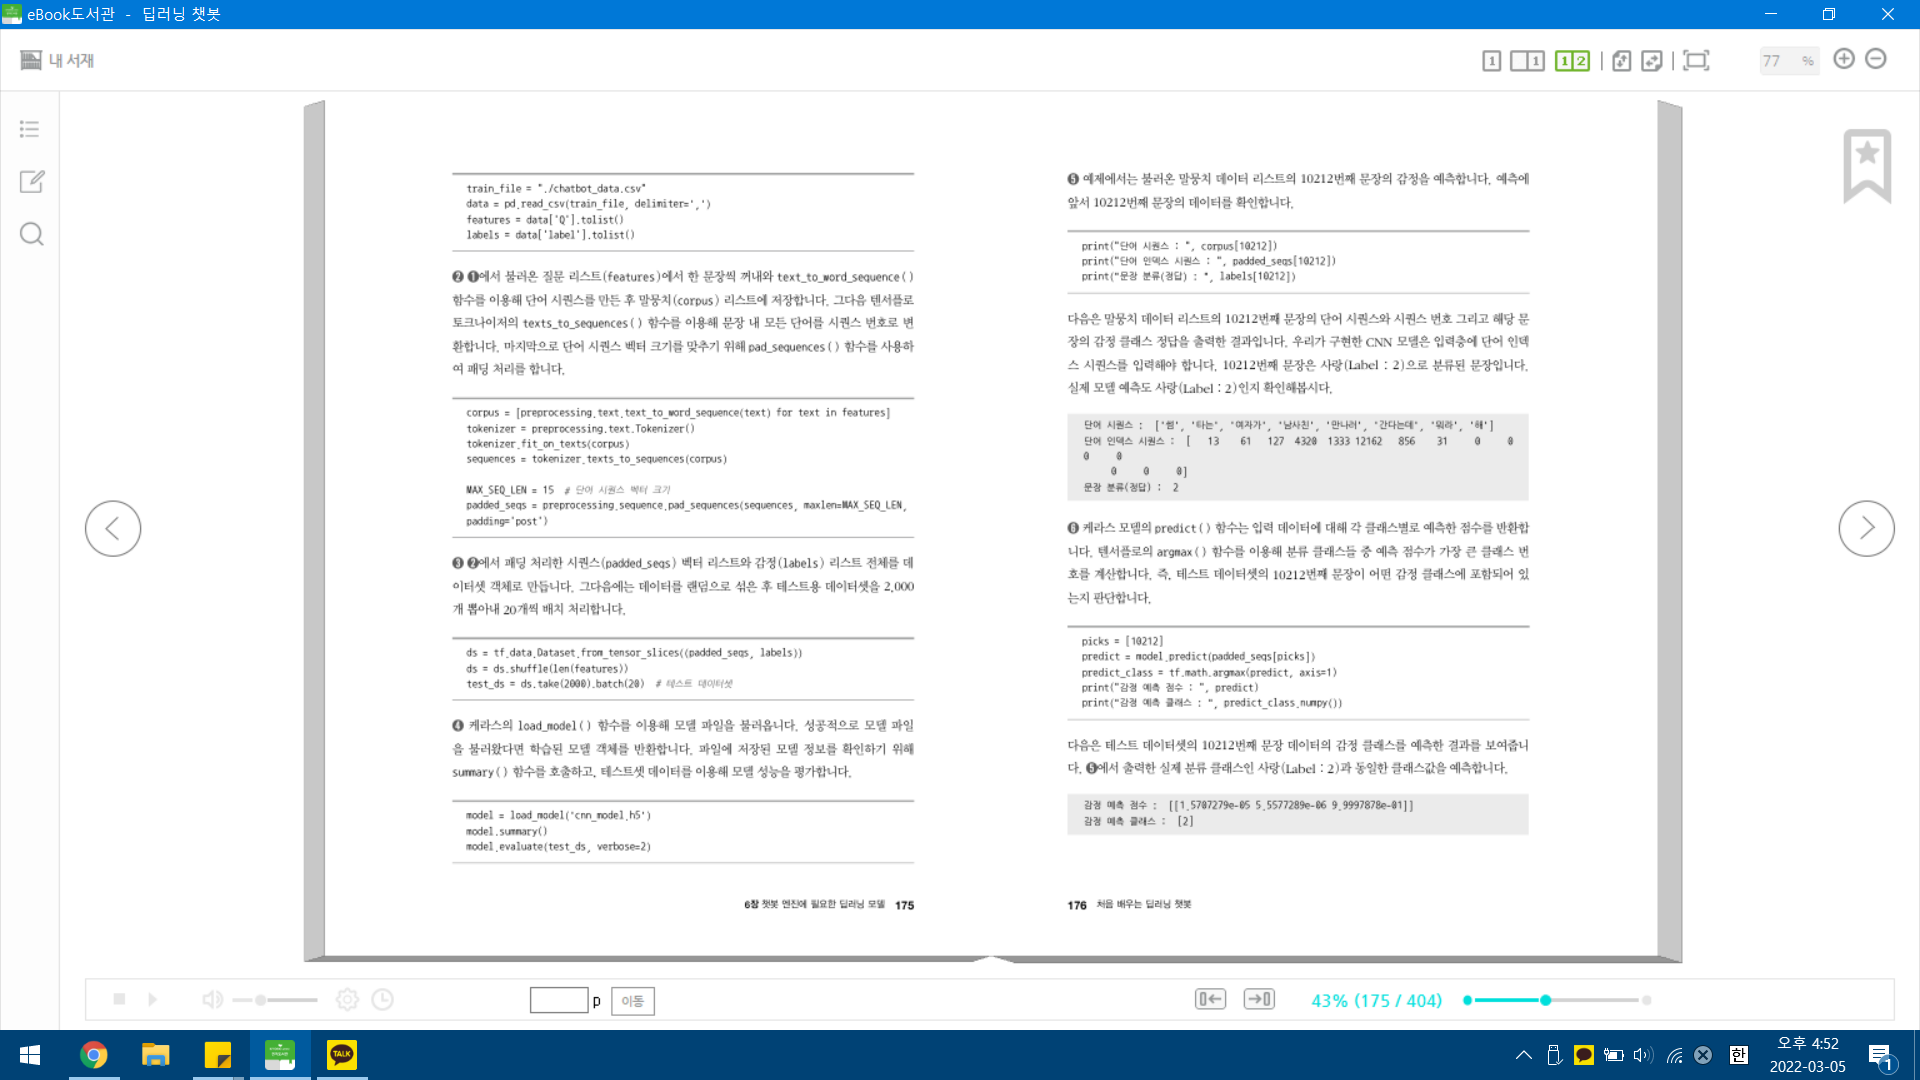 eBook도서관 - 딥러닝 챗봇
내 서재
1 1 1 2
77 %
train_file = "./chatbot_data.csv"
data = pd.read_csv(train_file, delimiter=',')
features = data['Q'].tolist()
labels = data['label'].tolist()
❷ ❶에서 불러온 질문 리스트(features)에서 한 문장씩 꺼내와 text_to_word_sequence()
함수를 이용해 단어 시퀀스를 만든 후 말뭉치(corpus) 리스트에 저장합니다. 그다음 텐서플로
토크나이저의 texts_to_sequences() 함수를 이용해 문장 내 모든 단어를 시퀀스 번호로 변
환합니다. 마지막으로 단어 시퀀스 벡터 크기를 맞추기 위해 pad_sequences() 함수를 사용하
여 패딩 처리를 합니다.
corpus = [preprocessing.text.text_to_word_sequence(text) for text in features]
tokenizer = preprocessing.text.Tokenizer()
tokenizer.fit_on_texts(corpus)
sequences = tokenizer.texts_to_sequences(corpus)
MAX_SEQ_LEN = 15 # 단어 시퀀스 벡터 크기
padded_seqs = preprocessing.sequence.pad_sequences(sequences, maxlen=MAX_SEQ_LEN,
padding='post')
❸ ❷에서 패딩 처리한 시퀀스(padded_seqs) 벡터 리스트와 감정(labels) 리스트 전체를 데
이터셋 객체로 만듭니다. 그다음에는 데이터를 랜덤으로 섞은 후 테스트용 데이터셋을 2,000
개 뽑아내 20개씩 배치 처리합니다.
ds = tf.data.Dataset.from_tensor_slices((padded_seqs, labels))
ds = ds.shuffle(len(features))
test_ds = ds.take(2000).batch(20) # 테스트 데이터셋
❹ 케라스의 load_model() 함수를 이용해 모델 파일을 불러옵니다. 성공적으로 모델 파일
을 불러왔다면 학습된 모델 객체를 반환합니다. 파일에 저장된 모델 정보를 확인하기 위해
summary() 함수를 호출하고, 테스트셋 데이터를 이용해 모델 성능을 평가합니다.
model = load_model('cnn_model.h5')
model.summary()
model.evaluate(test_ds, verbose=2)
6장 챗봇 엔진에 필요한 딥러닝 모델 175
❺ 예제에서는 불러온 말뭉치 데이터 리스트의 10212번째 문장의 감정을 예측합니다. 예측에
앞서 10212번째 문장의 데이터를 확인합니다.
print("단어 시퀀스 : ", corpus[10212])
print("단어 인덱스 시퀀스 : ", padded_seqs[10212])
print("문장 분류(정답) : ", labels[10212])
다음은 말뭉치 데이터 리스트의 10212번째 문장의 단어 시퀀스와 시퀀스 번호 그리고 해당 문
장의 감정 클래스 정답을 출력한 결과입니다. 우리가 구현한 CNN 모델은 입력층에 단어 인덱
스 시퀀스를 입력해야 합니다. 10212번째 문장은 사랑(Label : 2)으로 분류된 문장입니다.
실제 모델 예측도 사랑(Label : 2)인지 확인해봅시다.
단어 시퀀스 : ['썸', '타는', '여자가', '남사친', '만나러', '간다는데', '뭐라', '해']
단어 인덱스 시퀀스 : [ 13 61 127 4320 1333 12162 856 31 0 0
0 0
0 0 0]
문장 분류(정답) : 2
❻ 케라스 모델의 predict() 함수는 입력 데이터에 대해 각 클래스별로 예측한 점수를 반환합
니다. 텐서플로의 argmax() 함수를 이용해 분류 클래스들 중 예측 점수가 가장 큰 클래스 번
호를 계산합니다. 즉, 테스트 데이터셋의 10212번째 문장이 어떤 감정 클래스에 포함되어 있
는지 판단합니다.
picks = [10212]
predict = model.predict(padded_seqs[picks])
predict_class = tf.math.argmax(predict, axis=1)
print("감정 예측 점수 : ", predict)
print("감정 예측 클래스 : ", predict_class.numpy())
다음은 테스트 데이터셋의 10212번째 문장 데이터의 감정 클래스를 예측한 결과를 보여줍니
다. ❺에서 출력한 실제 분류 클래스인 사랑(Label : 2)과 동일한 클래스값을 예측합니다.
감정 예측 점수 : [[1.5707279e-05 5.5577289e-06 9.9997878e-01]]
감정 예측 클래스 : [2]
176 처음 배우는 딥러닝 챗봇
p 이동
43% (175 / 404)
TALK
한
오후 4:52
2022-03-05
1